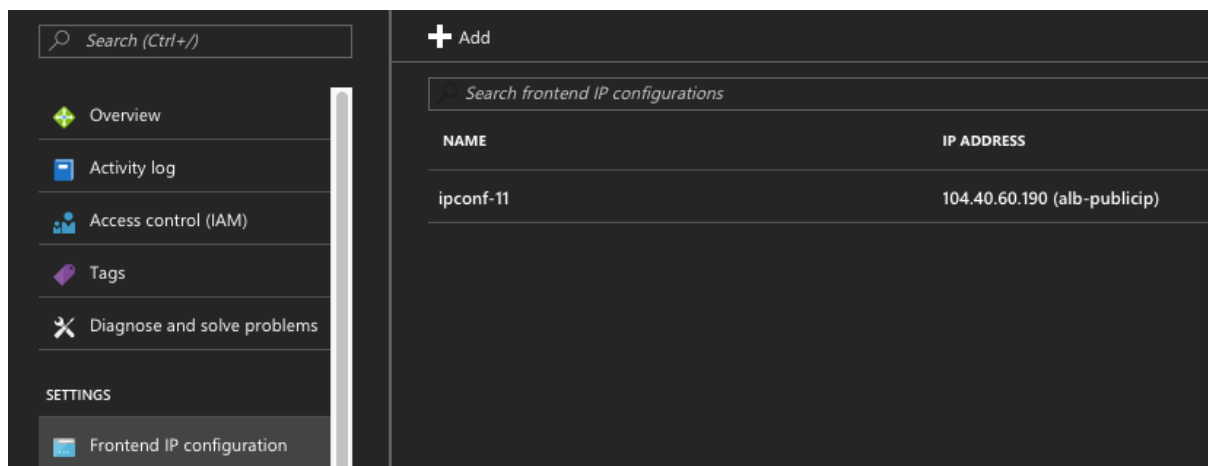 Search (Ctrl+/)
Overview
Activity log
Access control (IAM)
Tags
Diagnose and solve problems
SETTINGS
Frontend IP configuration
Add
Search frontend IP configurations
NAME IP ADDRESS
ipconf-11 104.40.60.190 (alb-publicip)